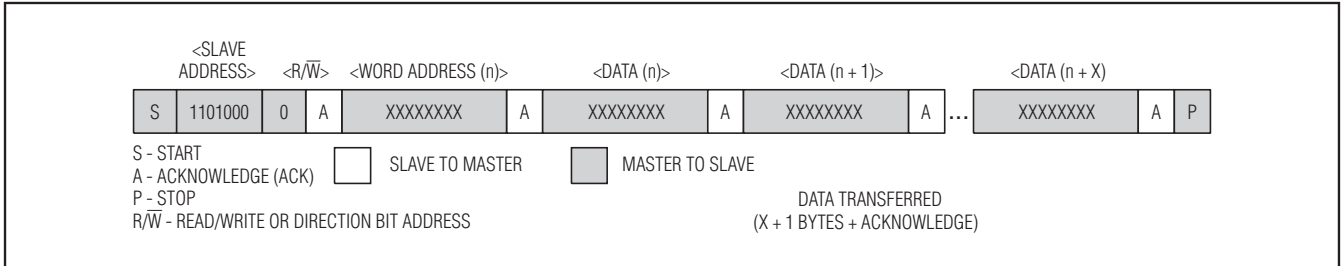 <SLAVE
ADDRESS> <R/W̅> <WORD ADDRESS (n)> <DATA (n)> <DATA (n + 1)> <DATA (n + X)
S 1101000 0 A XXXXXXXX A XXXXXXXX A XXXXXXXX A ... XXXXXXXX A P
S - START
A - ACKNOWLEDGE (ACK) SLAVE TO MASTER MASTER TO SLAVE
P - STOP DATA TRANSFERRED
R/W̅ - READ/WRITE OR DIRECTION BIT ADDRESS (X + 1 BYTES + ACKNOWLEDGE)